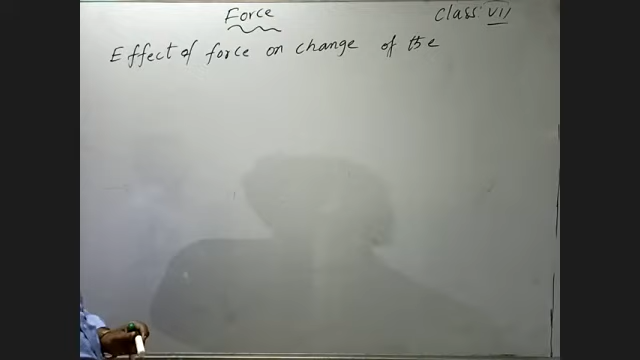 Force
Class: VII
Effect of force on change of the